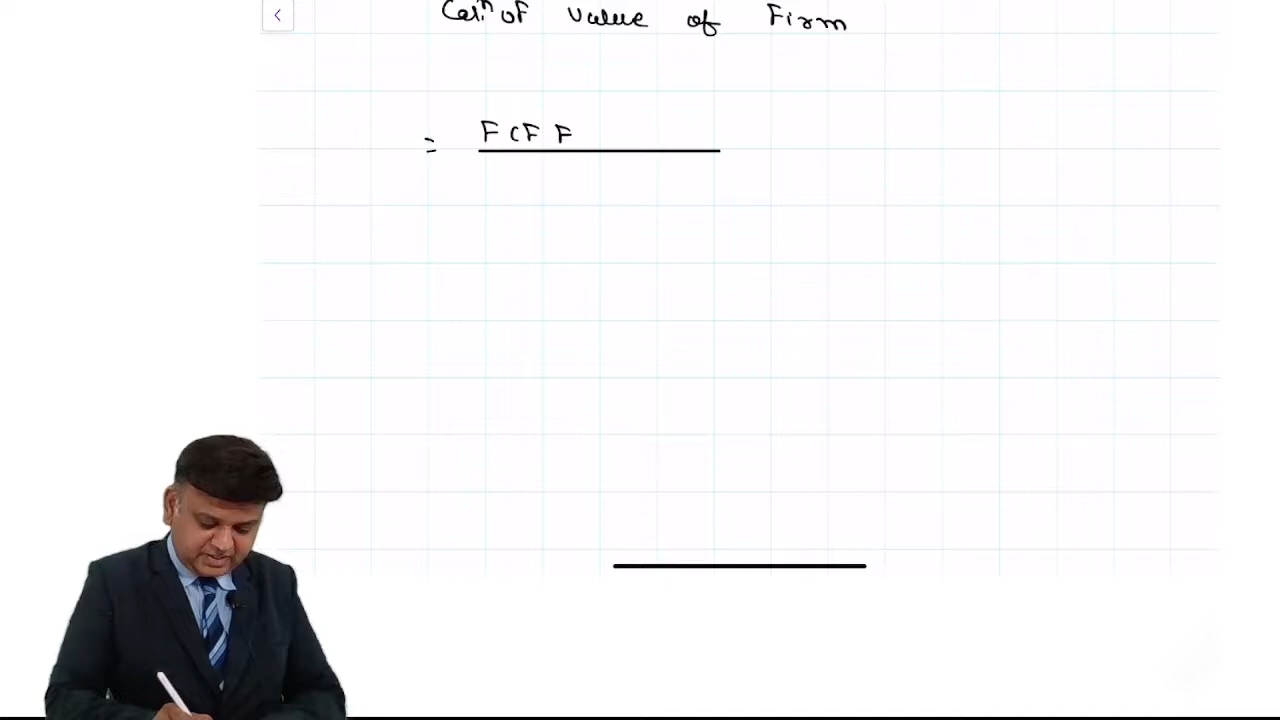 Calⁿ of Value of Firm
= FCFF